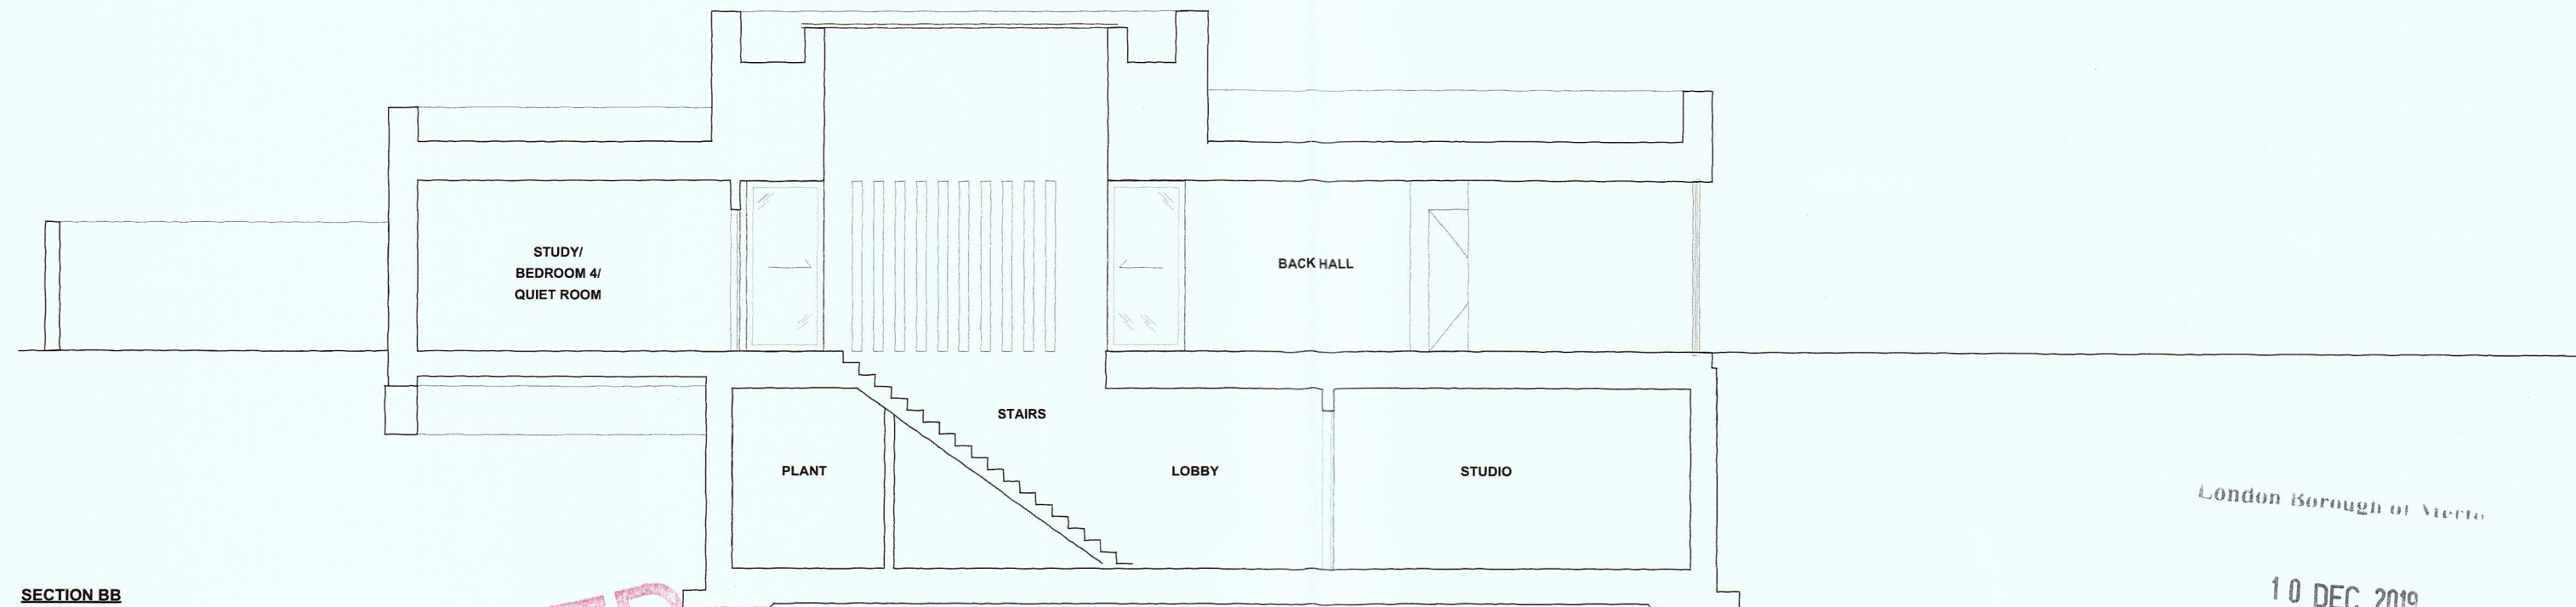 STUDY/
BEDROOM 4/
QUIET ROOM
BACK HALL
STAIRS
PLANT
LOBBY
STUDIO
London Borough of Merto
SECTION BB
10 DEC 2019